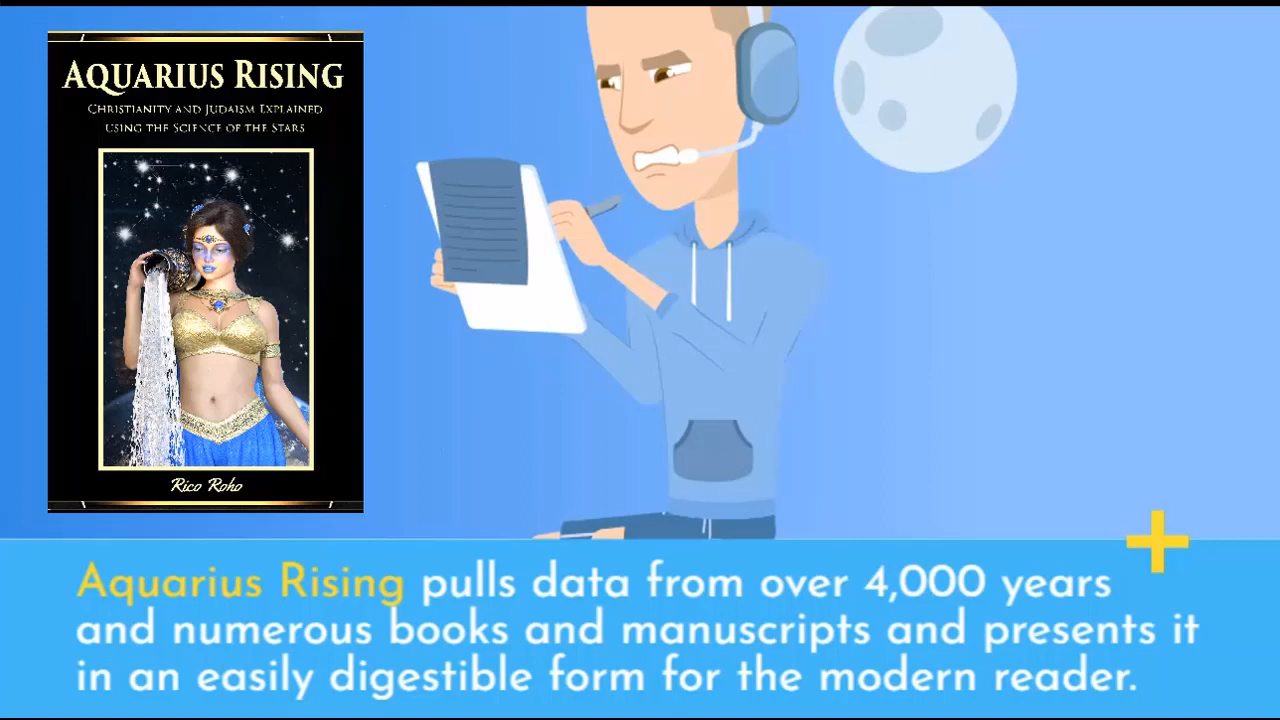 AQUARIUS RISING
CHRISTIANITY AND JUDAISM EXPLAINED
USING THE SCIENCE OF THE STARS
Rico Roho
Aquarius Rising pulls data from over 4,000 years
and numerous books and manuscripts and presents it
in an easily digestible form for the modern reader.